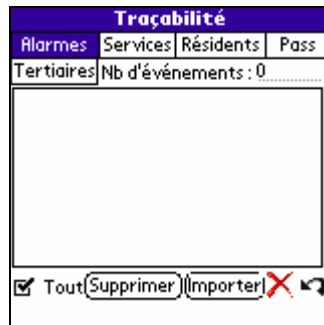 Traçabilité
Alarmes Services Résidents Pass
Tertiaires Nb d'événements : 0
Tout Supprimer Importer